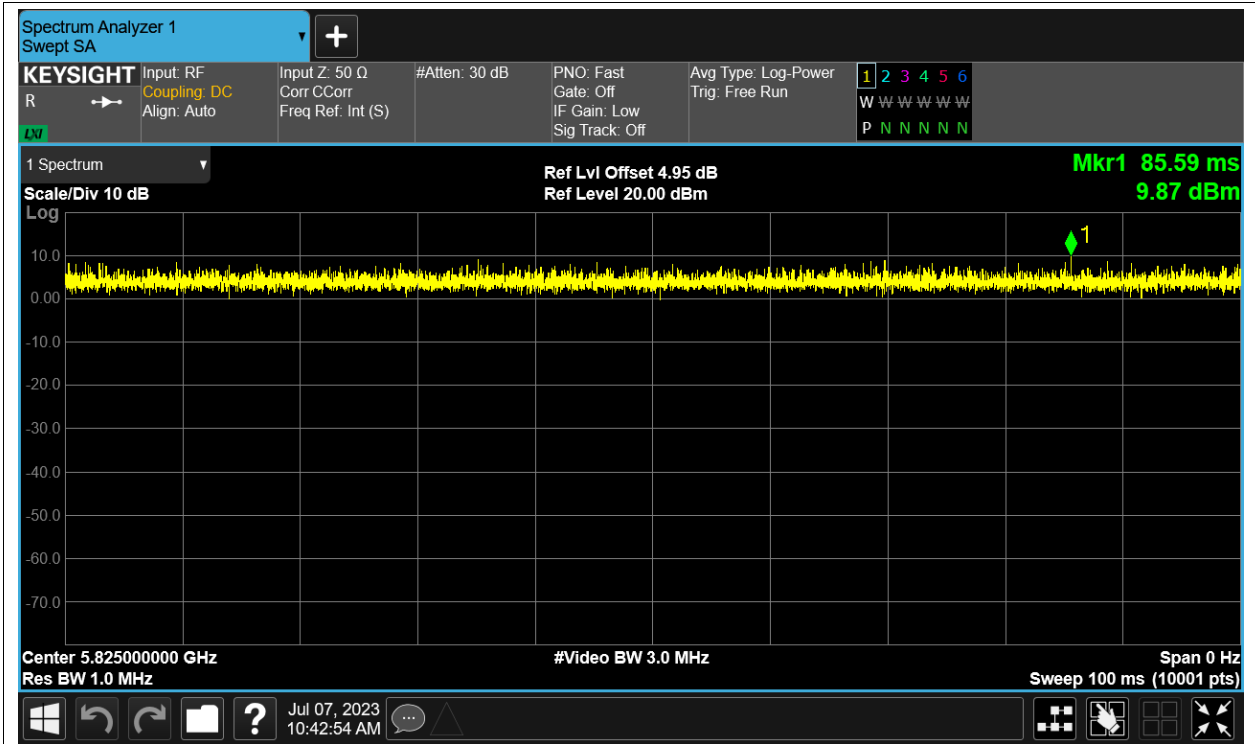 Spectrum Analyzer 1
Swept SA
KEYSIGHT
R
LXI
Input: RF
Coupling: DC
Align: Auto
Input Z: 50 Ω
Corr CCorr
Freq Ref: Int (S)
#Atten: 30 dB
PNO: Fast
Gate: Off
IF Gain: Low
Sig Track: Off
Avg Type: Log-Power
Trig: Free Run
1 2 3 4 5 6
W W W W W W
P N N N N N
1 Spectrum
Scale/Div 10 dB
Ref Lvl Offset 4.95 dB
Ref Level 20.00 dBm
Mkr1 85.59 ms
9.87 dBm
Log
1
10.0
0.00
-10.0
-20.0
-30.0
-40.0
-50.0
-60.0
-70.0
Center 5.825000000 GHz
Res BW 1.0 MHz
#Video BW 3.0 MHz
Span 0 Hz
Sweep 100 ms (10001 pts)
?
Jul 07, 2023
10:42:54 AM